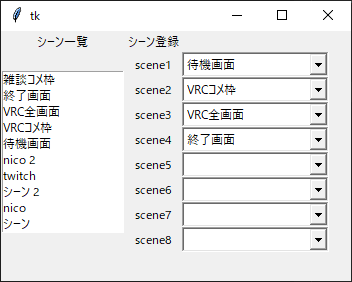 tk
シーン一覧
雑談コメ枠
終了画面
VRC全画面
VRCコメ枠
待機画面
nico 2
twitch
シーン 2
nico
シーン
シーン登録
scene1 待機画面
scene2 VRCコメ枠
scene3 VRC全画面
scene4 終了画面
scene5
scene6
scene7
scene8